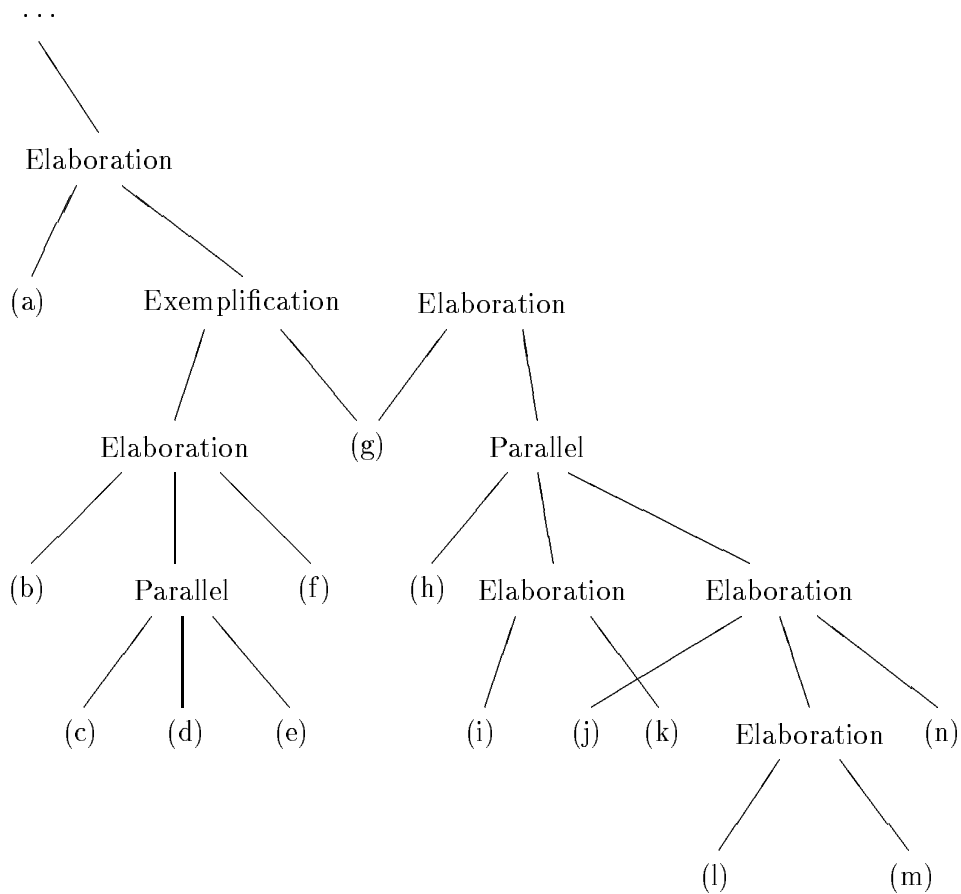 ...
Elaboration
(a) Exemplification Elaboration
Elaboration (g) Parallel
(b) Parallel (f) (h) Elaboration Elaboration
(c) (d) (e) (i) (j) (k) Elaboration (n)
(l) (m)